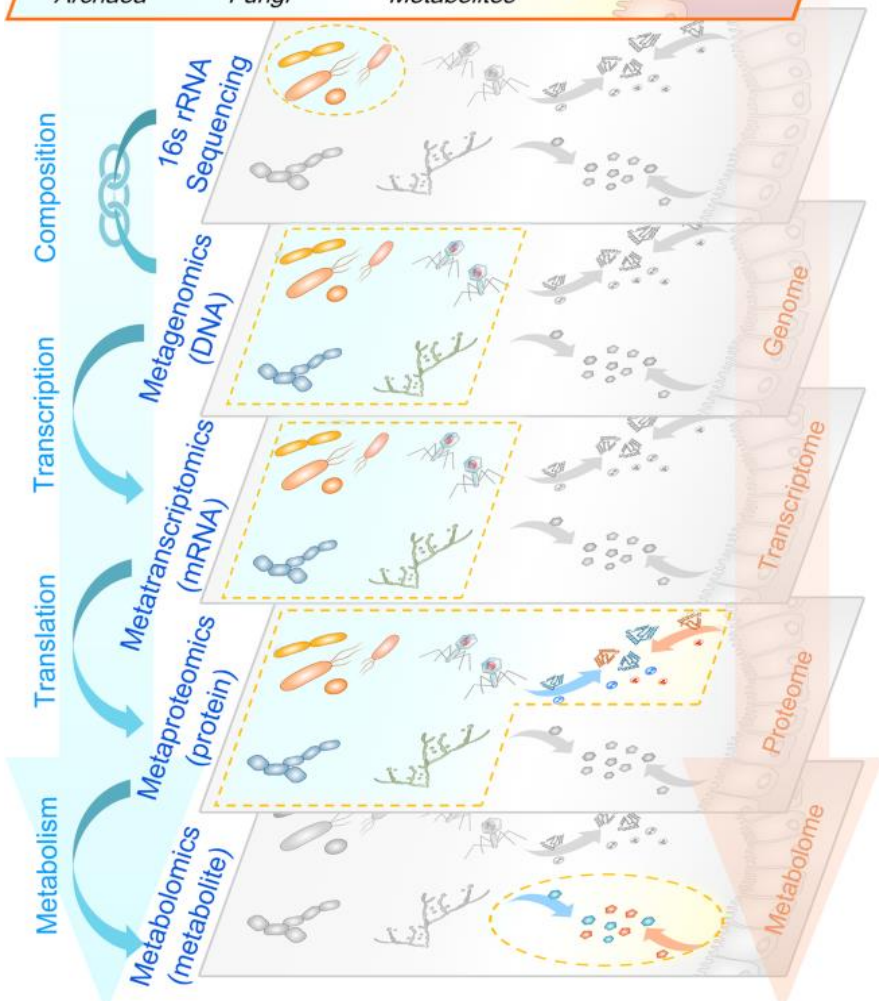 Archaea Fungi Metabolites
Composition
16s rRNA
Sequencing
Transcription
Metagenomics
(DNA)
Genome
Translation
Metatranscriptomics
(mRNA)
Transcriptome
Metaproteomics
(protein)
Proteome
Metabolism
Metabolomics
(metabolite)
Metabolome